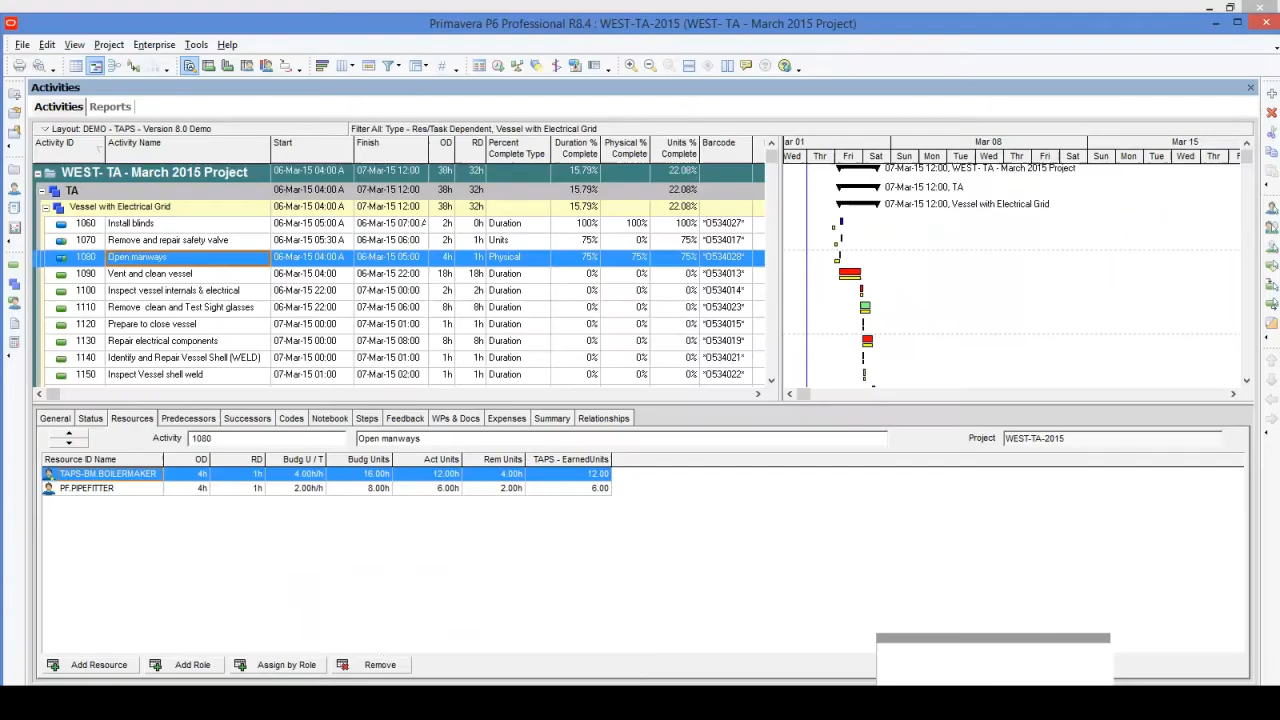 Primavera P6 Professional R8.4 : WEST-TA-2015 (WEST- TA - March 2015 Project)
File Edit View Project Enterprise Tools Help
Activities
Activities Reports
Layout: DEMO - TAPS - Version 8.0 Demo Filter All: Type - Res/Task Dependent, Vessel with Electrical Grid
Activity ID Activity Name Start Finish OD RD Percent Complete Type Duration % Complete Physical % Complete Units % Complete Barcode
ar 01 Mar 08 Mar 15
Wed Thr Fri Sat Sun Mon Tue Wed Thr Fri Sat Sun Mon Tue Wed Thr F
WEST- TA - March 2015 Project 06-Mar-15 04:00 A 07-Mar-15 12:00 38h 32h 15.79% 22.08% 07-Mar-15 12:00, WEST- TA - March 2015 Project
TA 06-Mar-15 04:00 A 07-Mar-15 12:00 38h 32h 15.79% 22.08% 07-Mar-15 12:00, TA
Vessel with Electrical Grid 06-Mar-15 04:00 A 07-Mar-15 12:00 38h 32h 15.79% 22.08% 07-Mar-15 12:00, Vessel with Electrical Grid
1060 Install blinds 06-Mar-15 05:00 A 06-Mar-15 07:00 A 2h 0h Duration 100% 100% 100% *O534027*
1070 Remove and repair safety valve 06-Mar-15 05:30 A 06-Mar-15 06:00 2h 1h Units 75% 0% 75% *O534017*
1080 Open manways 06-Mar-15 04:00 A 06-Mar-15 05:00 4h 1h Physical 75% 75% 75% *O534028*
1090 Vent and clean vessel 06-Mar-15 04:00 06-Mar-15 22:00 18h 18h Duration 0% 0% 0% *O534013*
1100 Inspect vessel internals & electrical 06-Mar-15 22:00 07-Mar-15 00:00 2h 2h Duration 0% 0% 0% *O534014*
1110 Remove clean and Test Sight glasses 06-Mar-15 22:00 07-Mar-15 06:00 8h 8h Duration 0% 0% 0% *O534023*
1120 Prepare to close vessel 07-Mar-15 00:00 07-Mar-15 01:00 1h 1h Duration 0% 0% 0% *O534015*
1130 Repair electrical components 07-Mar-15 00:00 07-Mar-15 08:00 8h 8h Duration 0% 0% 0% *O534019*
1140 Identify and Repair Vessel Shell (WELD) 07-Mar-15 00:00 07-Mar-15 01:00 1h 1h Duration 0% 0% 0% *O534021*
1150 Inspect Vessel shell weld 07-Mar-15 01:00 07-Mar-15 02:00 1h 1h Duration 0% 0% 0% *O534022*
General Status Resources Predecessors Successors Codes Notebook Steps Feedback WPs & Docs Expenses Summary Relationships
Activity 1080 Open manways Project WEST-TA-2015
Resource ID Name OD RD Budg U / T Budg Units Act Units Rem Units TAPS - EarnedUnits
TAPS-BM.BOILERMAKER 4h 1h 4.00h/h 16.00h 12.00h 4.00h 12.00
PF.PIPEFITTER 4h 1h 2.00h/h 8.00h 6.00h 2.00h 6.00
Add Resource Add Role Assign by Role Remove